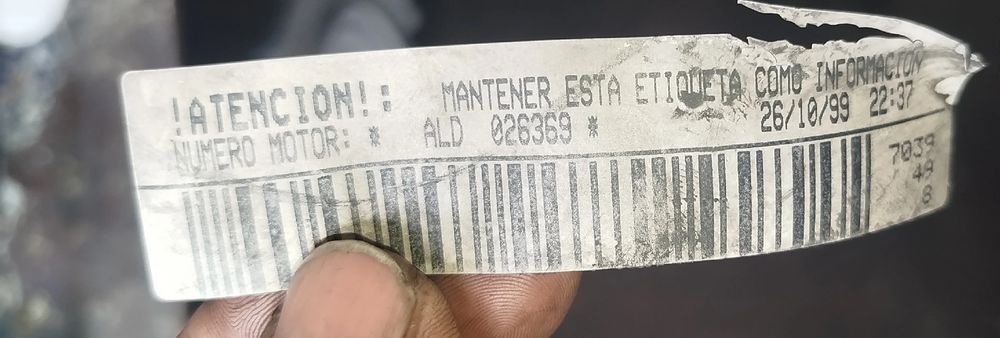 !ATENCION!: MANTENER ESTA ETIQUETA COMO INFORMACION
NUMERO MOTOR: * ALD 026369 * 26/10/99 22:37
7039
49
8